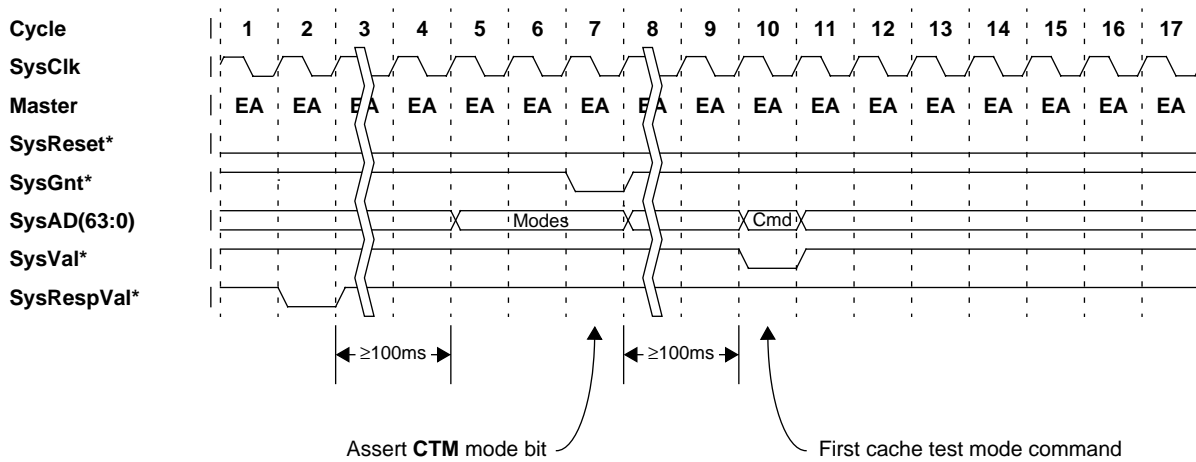 Cycle 1 2 3 4 5 6 7 8 9 10 11 12 13 14 15 16 17
SysClk
Master EA EA EA EA EA EA EA EA EA EA EA EA EA EA EA EA EA
SysReset*
SysGnt*
SysAD(63:0) Modes Cmd
SysVal*
SysRespVal*
≥100ms ≥100ms
Assert CTM mode bit First cache test mode command